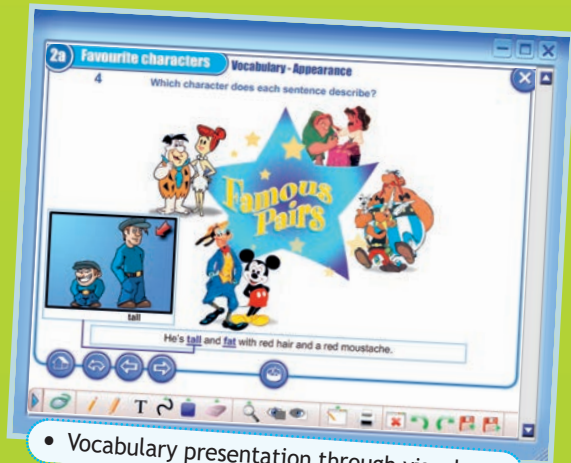 2a Favourite characters Vocabulary - Appearance
4 Which character does each sentence describe?
Famous
Pairs
tall
He's tall and fat with red hair and a red moustache.
T
• Vocabulary presentation through